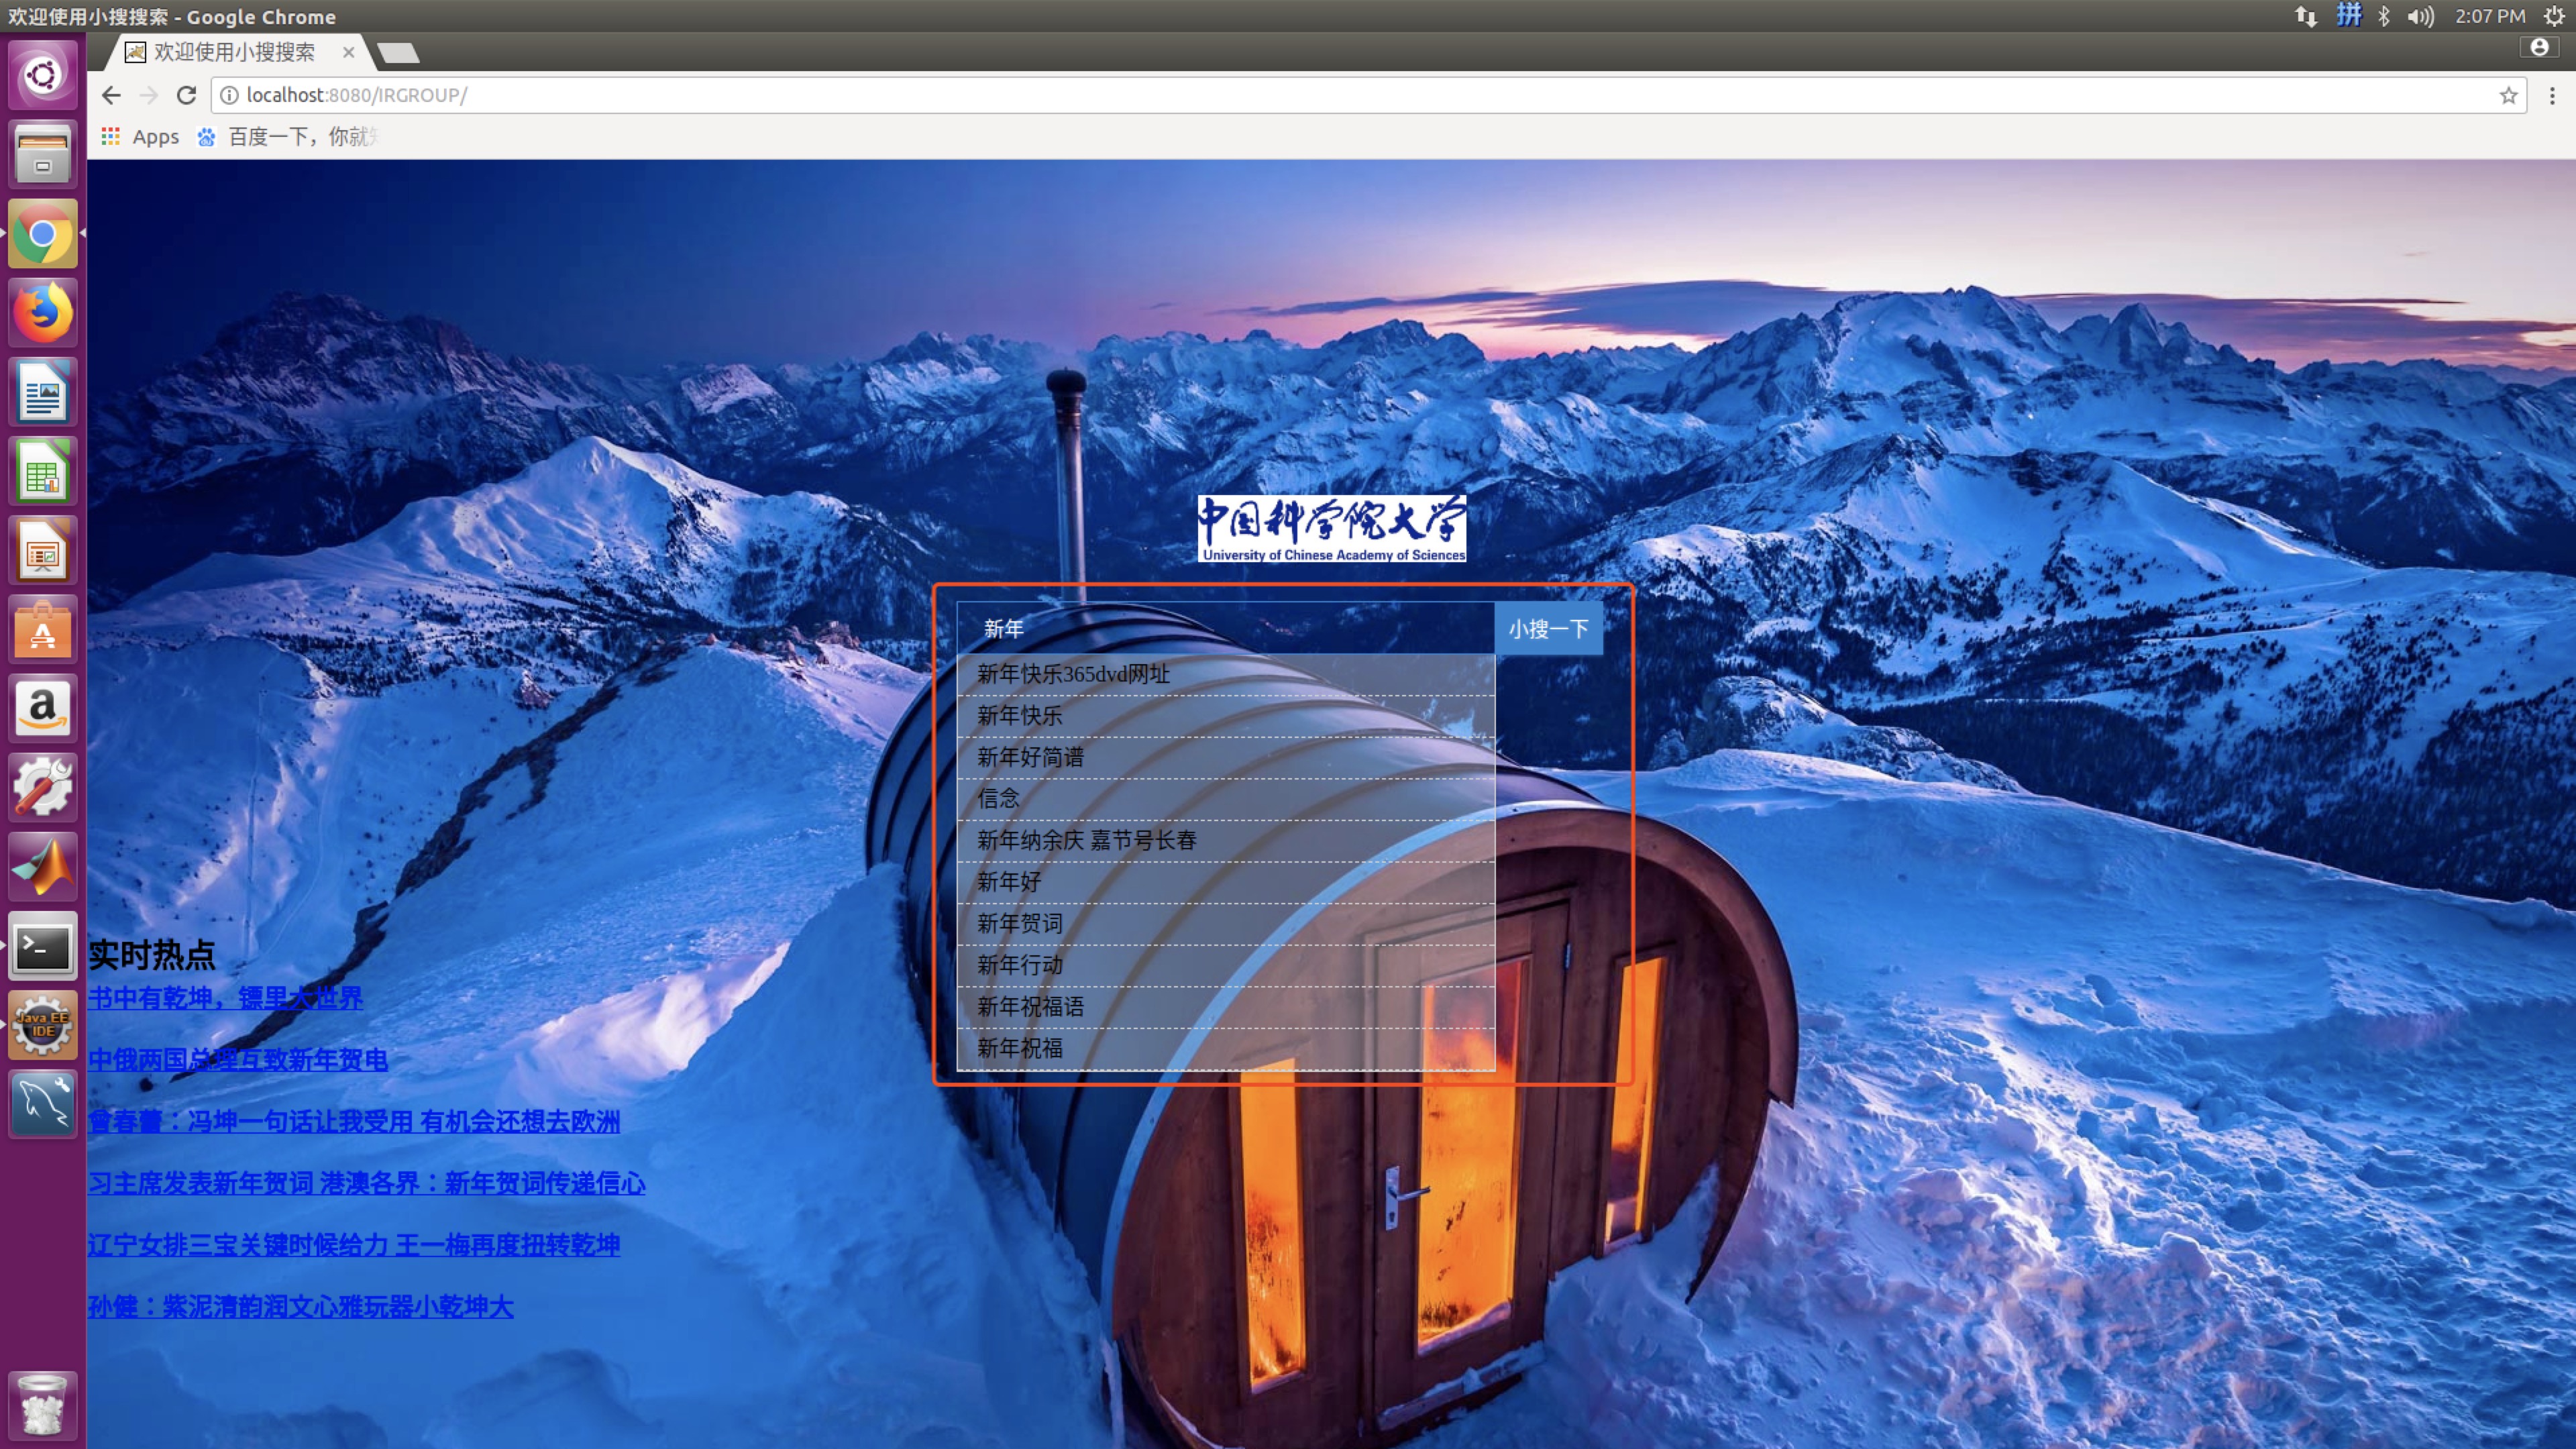 欢迎使用小搜搜索 - Google Chrome
拼
2:07 PM
欢迎使用小搜搜索
localhost:8080/IRGROUP/
Apps
百度一下，你就
中国科学院大学
University of Chinese Academy of Sciences
新年
小搜一下
新年快乐365dvd网址
新年快乐
新年好简谱
信念
新年纳余庆 嘉节号长春
新年好
新年贺词
新年行动
新年祝福语
新年祝福
实时热点
书中有乾坤，镖里大世界
中俄两国总理互致新年贺电
曾春蕾：冯坤一句话让我受用 有机会还想去欧洲
习主席发表新年贺词 港澳各界：新年贺词传递信心
辽宁女排三宝关键时候给力 王一梅再度扭转乾坤
孙健：紫泥清韵润文心雅玩器小乾坤大
Java EE
IDE